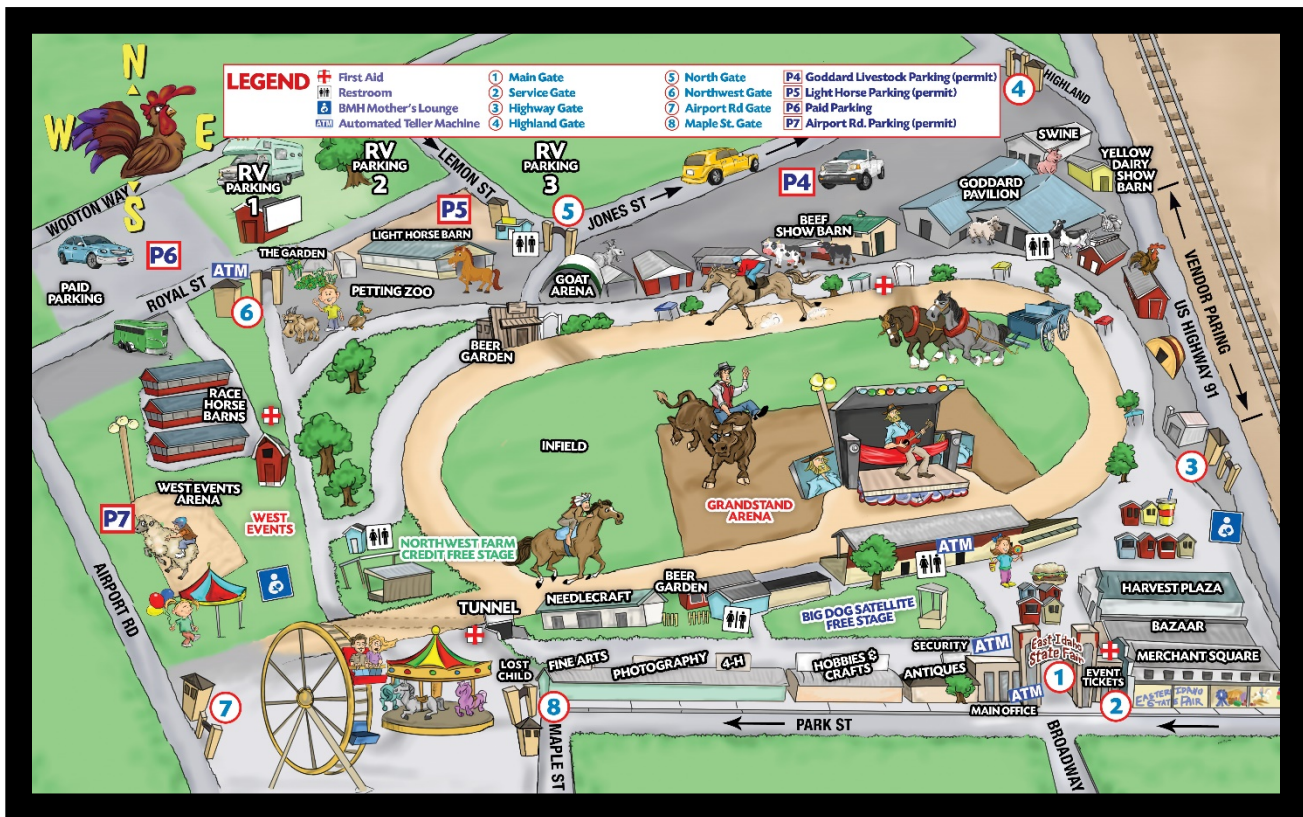 N
W E
S
LEGEND
First Aid
Restroom
BMH Mother's Lounge
ATM Automated Teller Machine
1 Main Gate
2 Service Gate
3 Highway Gate
4 Highland Gate
5 North Gate
6 Northwest Gate
7 Airport Rd Gate
8 Maple St. Gate
P4 Goddard Livestock Parking (permit)
P5 Light Horse Parking (permit)
P6 Paid Parking
P7 Airport Rd. Parking (permit)
4
HIGHLAND
SWINE
YELLOW
DAIRY
SHOW
BARN
GODDARD
PAVILION
WOOTON WAY
RV
PARKING
1
RV
PARKING
2
LEMON ST
RV
PARKING
3
P4
P5
5
JONES ST
BEEF
SHOW BARN
LIGHT HORSE BARN
P6
THE GARDEN
ATM
PAID
PARKING
ROYAL ST
6
PETTING ZOO
GOAT
ARENA
BEER
GARDEN
VENDOR PARING
US HIGHWAY 91
RACE
HORSE
BARNS
INFIELD
WEST EVENTS
ARENA
P7
WEST
EVENTS
GRANDSTAND
ARENA
3
NORTHWEST FARM
CREDIT FREE STAGE
ATM
AIRPORT RD
TUNNEL
NEEDLECRAFT
BEER
GARDEN
BIG DOG SATELLITE
FREE STAGE
HARVEST PLAZA
BAZAAR
MERCHANT SQUARE
LOST
CHILD
FINE ARTS
PHOTOGRAPHY
4-H
HOBBIES &
CRAFTS
SECURITY
ATM
ANTIQUES
East Idaho
State Fair
1
EVENT
TICKETS
ATM
MAIN OFFICE
2
EASTERN IDAHO
STATE FAIR
7
8
MAPLE ST
PARK ST
BROADWAY